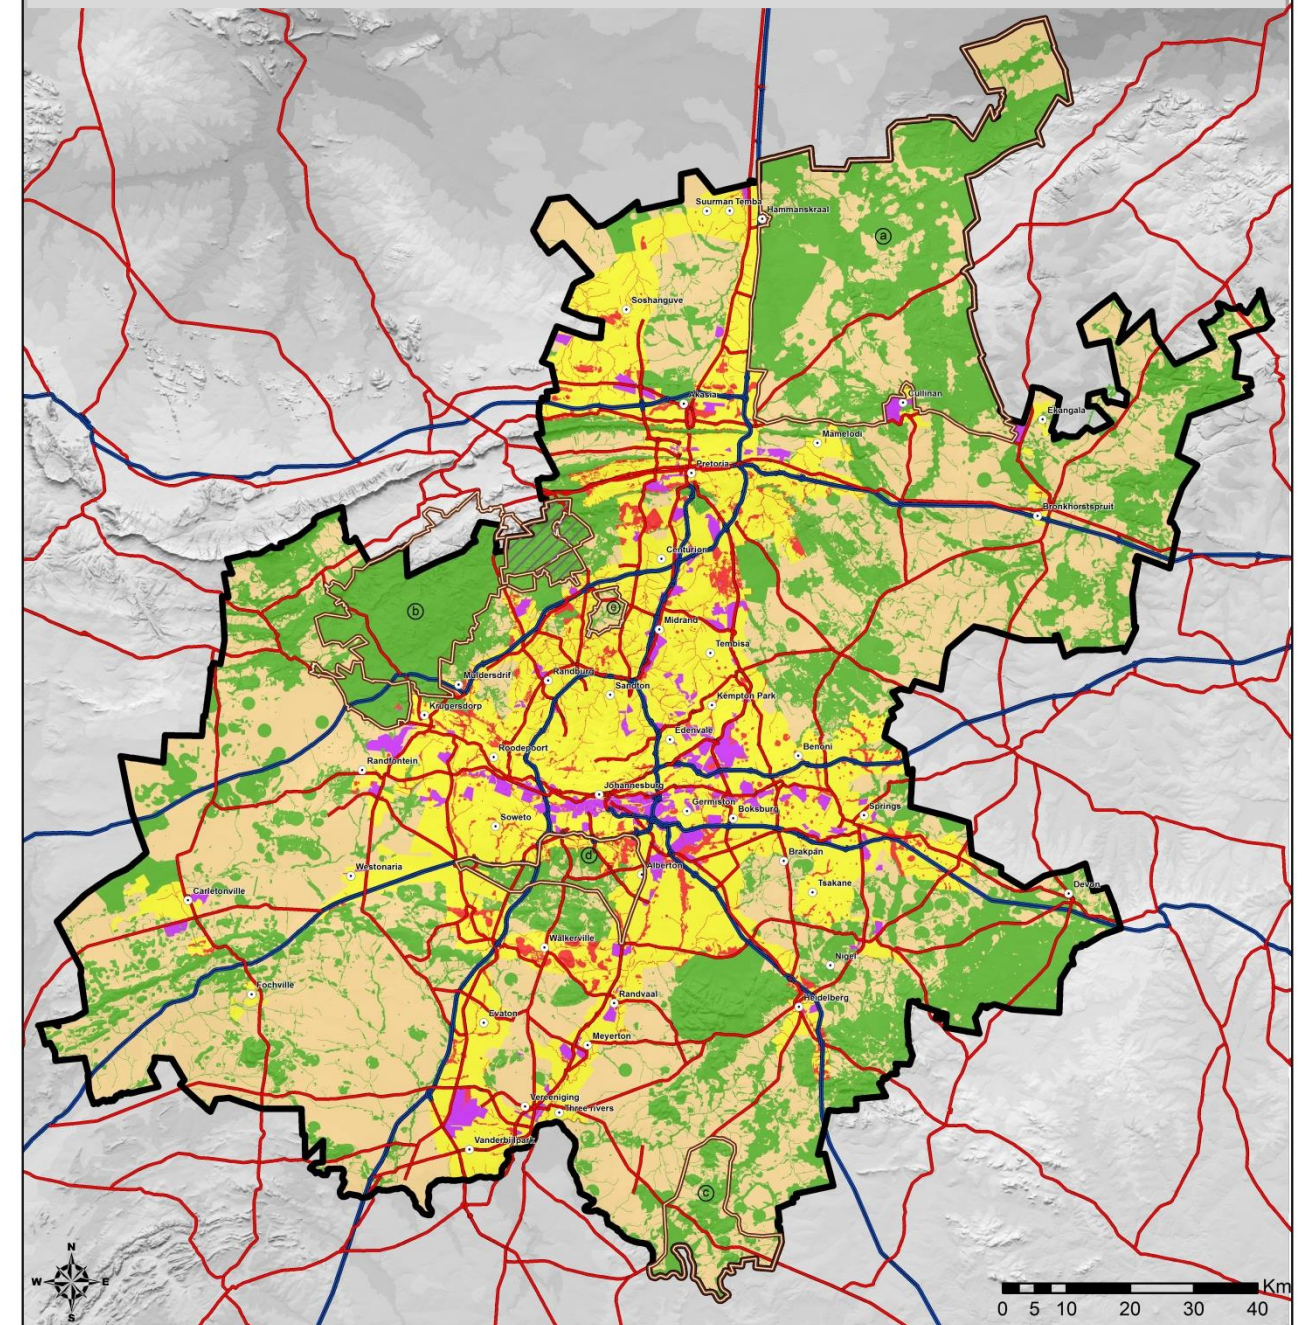 Suurman Temba
Hammanskraal
a
Soshanguve
Akasia
Cullinan
Ekangala
Mamelodi
Pretoria
Bronkhorstspruit
Centurion
b
e
Midrand
Tembisa
Muldersdrif
Randburg
Sandton
Krugersdorp
Kempton Park
Edenvale
Roodepoort
Benoni
Randfontein
Johannesburg
Germiston
Boksburg
Springs
Soweto
d
Brakpan
Westonaria
Alberton
Tsakane
Carletonville
Devon
Walkerville
Nigel
Fochville
Randvaal
Heidelberg
Evaton
Meyerton
Vereeniging
Three rivers
Vanderbijlpark
c
N
W E
S
Km
0 5 10 20 30 40